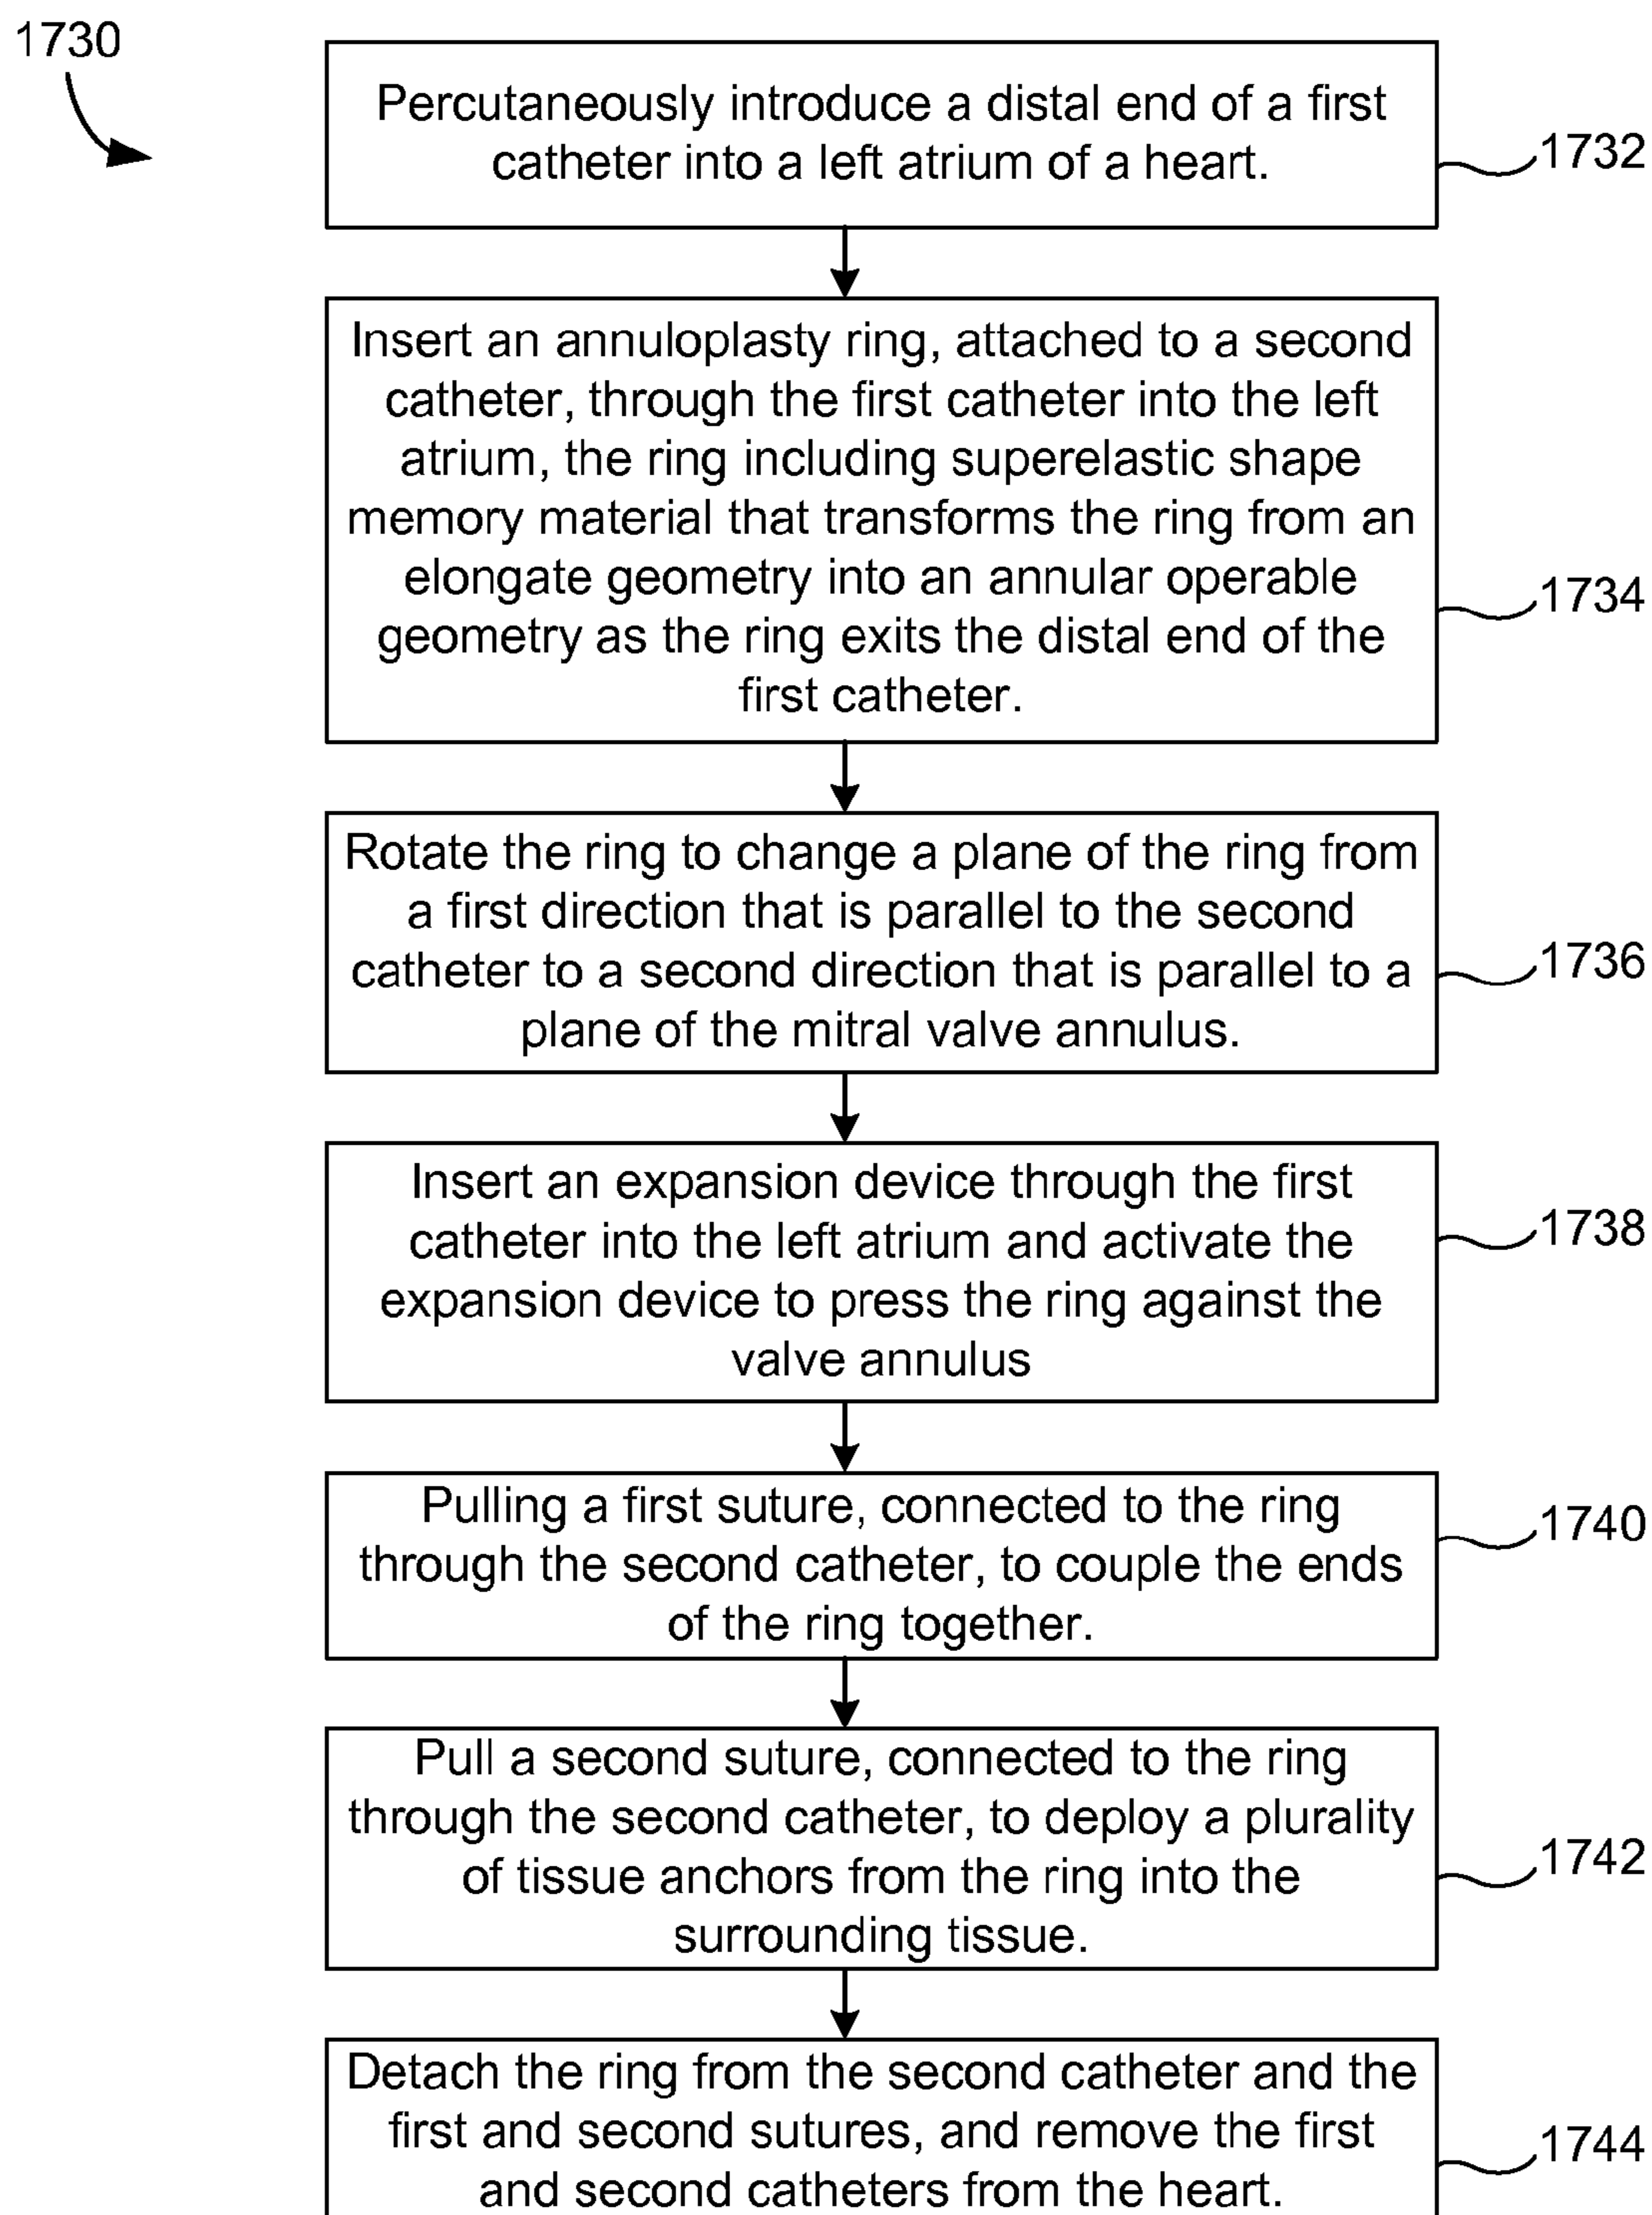 1730
Percutaneously introduce a distal end of a first
catheter into a left atrium of a heart.
1732
Insert an annuloplasty ring, attached to a second
catheter, through the first catheter into the left
atrium, the ring including superelastic shape
memory material that transforms the ring from an
elongate geometry into an annular operable
geometry as the ring exits the distal end of the
first catheter.
1734
Rotate the ring to change a plane of the ring from
a first direction that is parallel to the second
catheter to a second direction that is parallel to a
plane of the mitral valve annulus.
1736
Insert an expansion device through the first
catheter into the left atrium and activate the
expansion device to press the ring against the
valve annulus
1738
Pulling a first suture, connected to the ring
through the second catheter, to couple the ends
of the ring together.
1740
Pull a second suture, connected to the ring
through the second catheter, to deploy a plurality
of tissue anchors from the ring into the
surrounding tissue.
1742
Detach the ring from the second catheter and the
first and second sutures, and remove the first
and second catheters from the heart.
1744